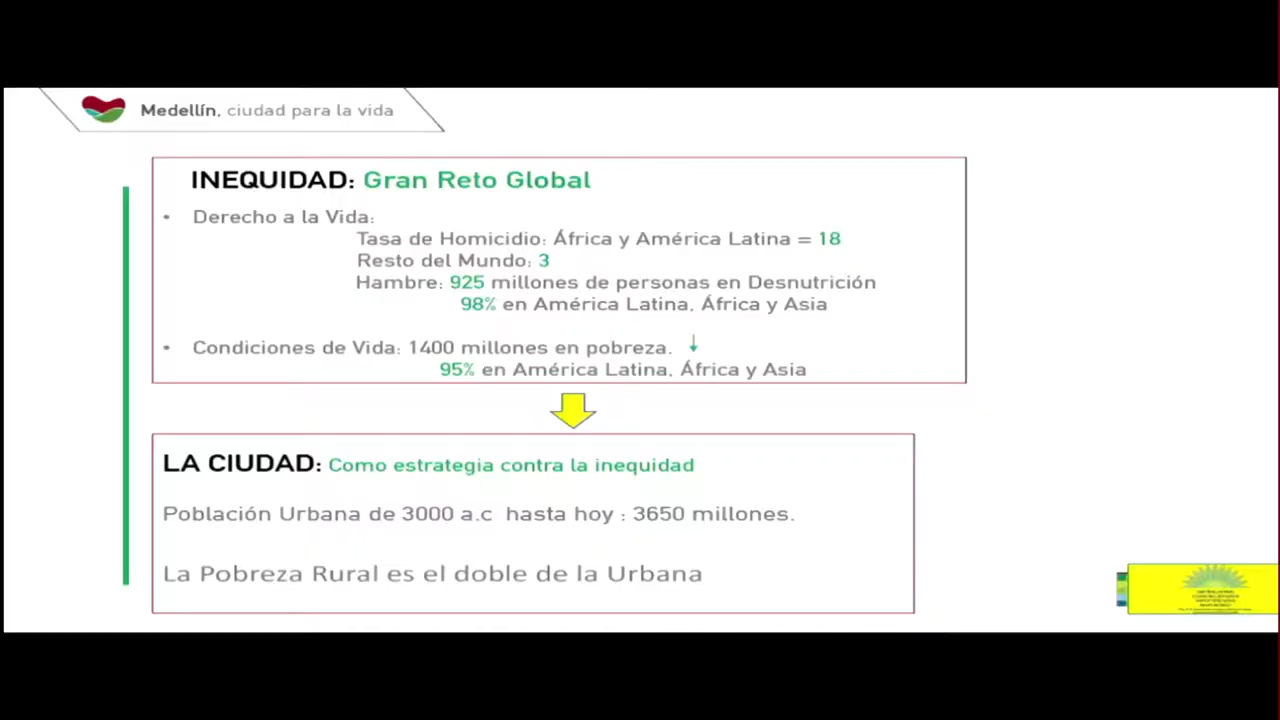 Medellín, ciudad para la vida
INEQUIDAD: Gran Reto Global
• Derecho a la Vida:
Tasa de Homicidio: África y América Latina = 18
Resto del Mundo: 3
Hambre: 925 millones de personas en Desnutrición
98% en América Latina, África y Asia
• Condiciones de Vida: 1400 millones en pobreza. ↓
95% en América Latina, África y Asia
LA CIUDAD: Como estrategia contra la inequidad
Población Urbana de 3000 a.c hasta hoy : 3650 millones.
La Pobreza Rural es el doble de la Urbana